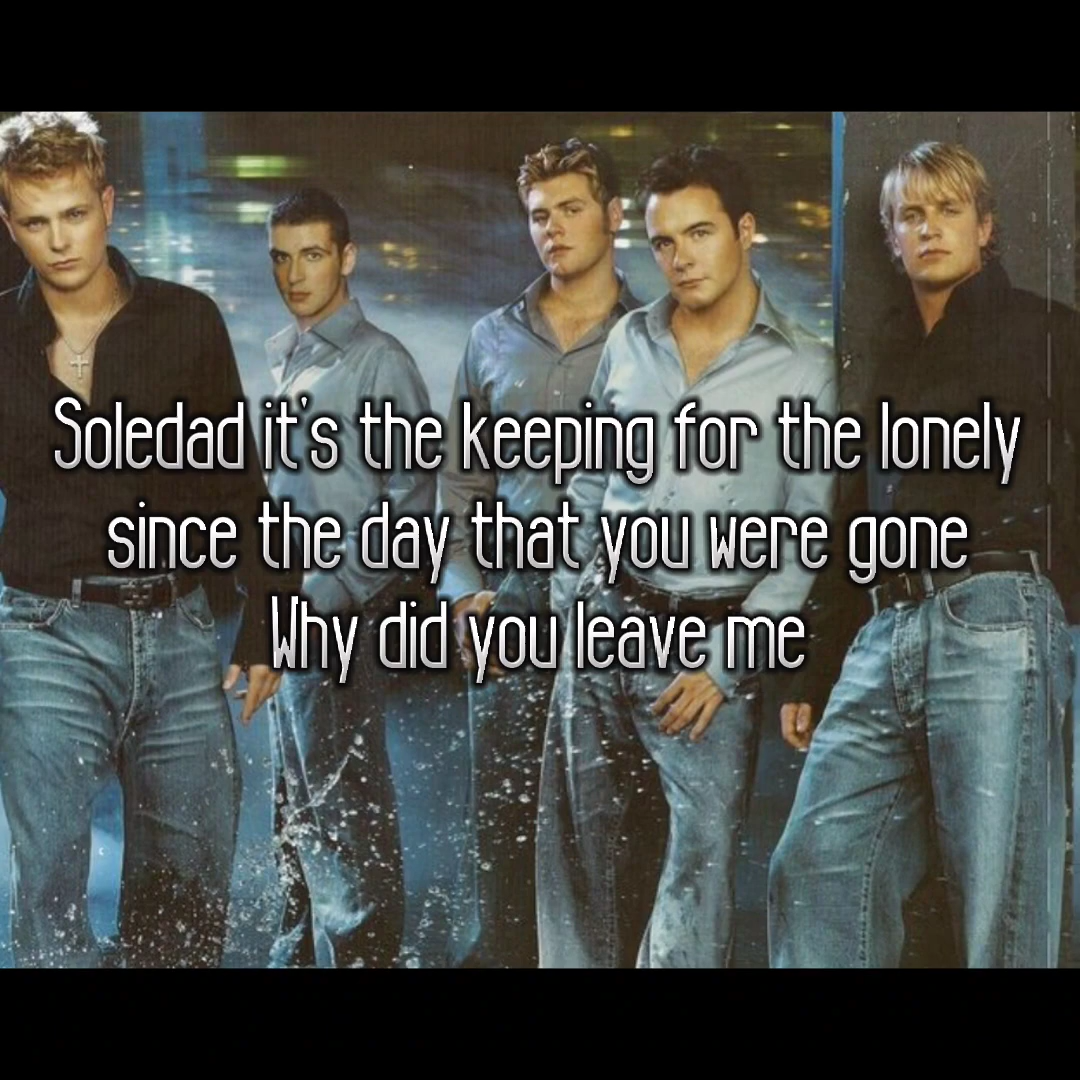 Soledad it's the keeping for the lonely
since the day that you were gone
Why did you leave me